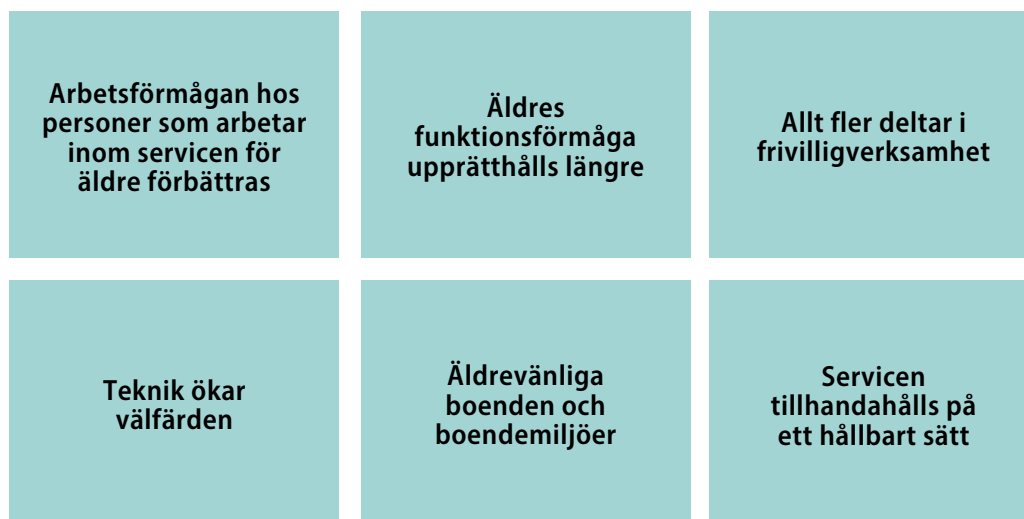 Arbetsförmågan hos
personer som arbetar
inom servicen för
äldre förbättras
Äldres
funktionsförmåga
upprätthålls längre
Allt fler deltar i
frivilligverksamhet
Teknik ökar
välfärden
Äldrevänliga
boenden och
boendemiljöer
Servicen
tillhandahålls på
ett hållbart sätt